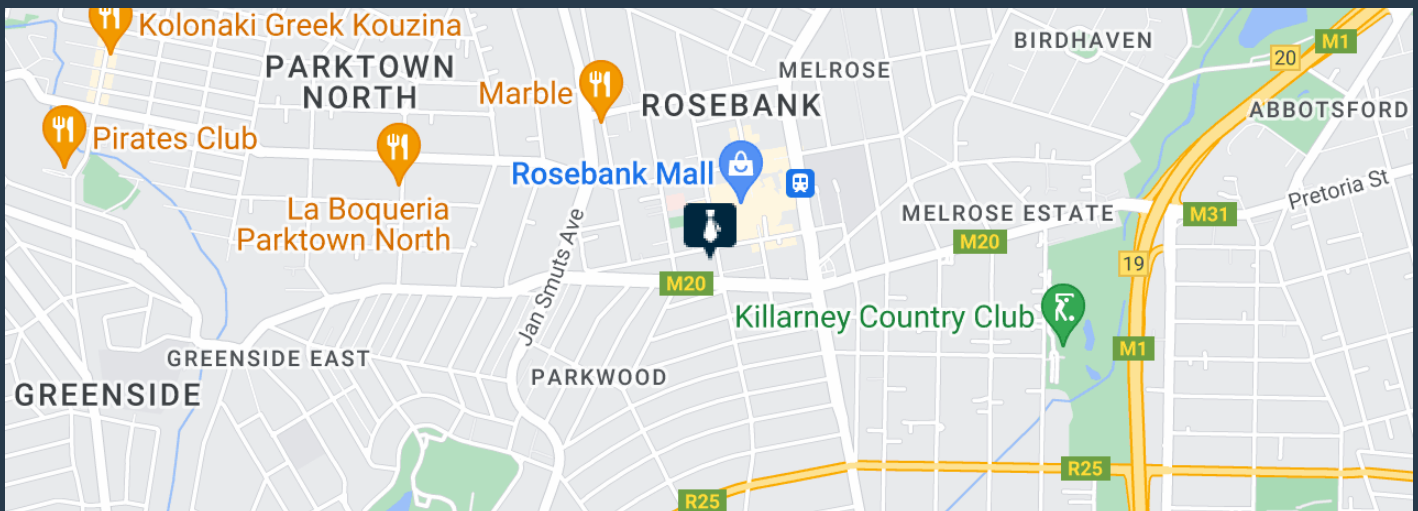 Kolonaki Greek Kouzina
BIRDHAVEN
M1
20
PARKTOWN
NORTH
MELROSE
Marble
ROSEBANK
ABBOTSFORD
Pirates Club
Rosebank Mall
Pretoria St
La Boqueria
Parktown North
MELROSE ESTATE
M31
M20
19
Jan Smuts Ave
M20
Killarney Country Club
M1
GREENSIDE EAST
PARKWOOD
GREENSIDE
R25
R25